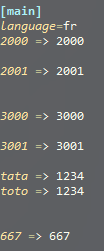 [main]
language=fr
2000 => 2000
2001 => 2001
3000 => 3000
3001 => 3001
tata => 1234
toto => 1234
667 => 667